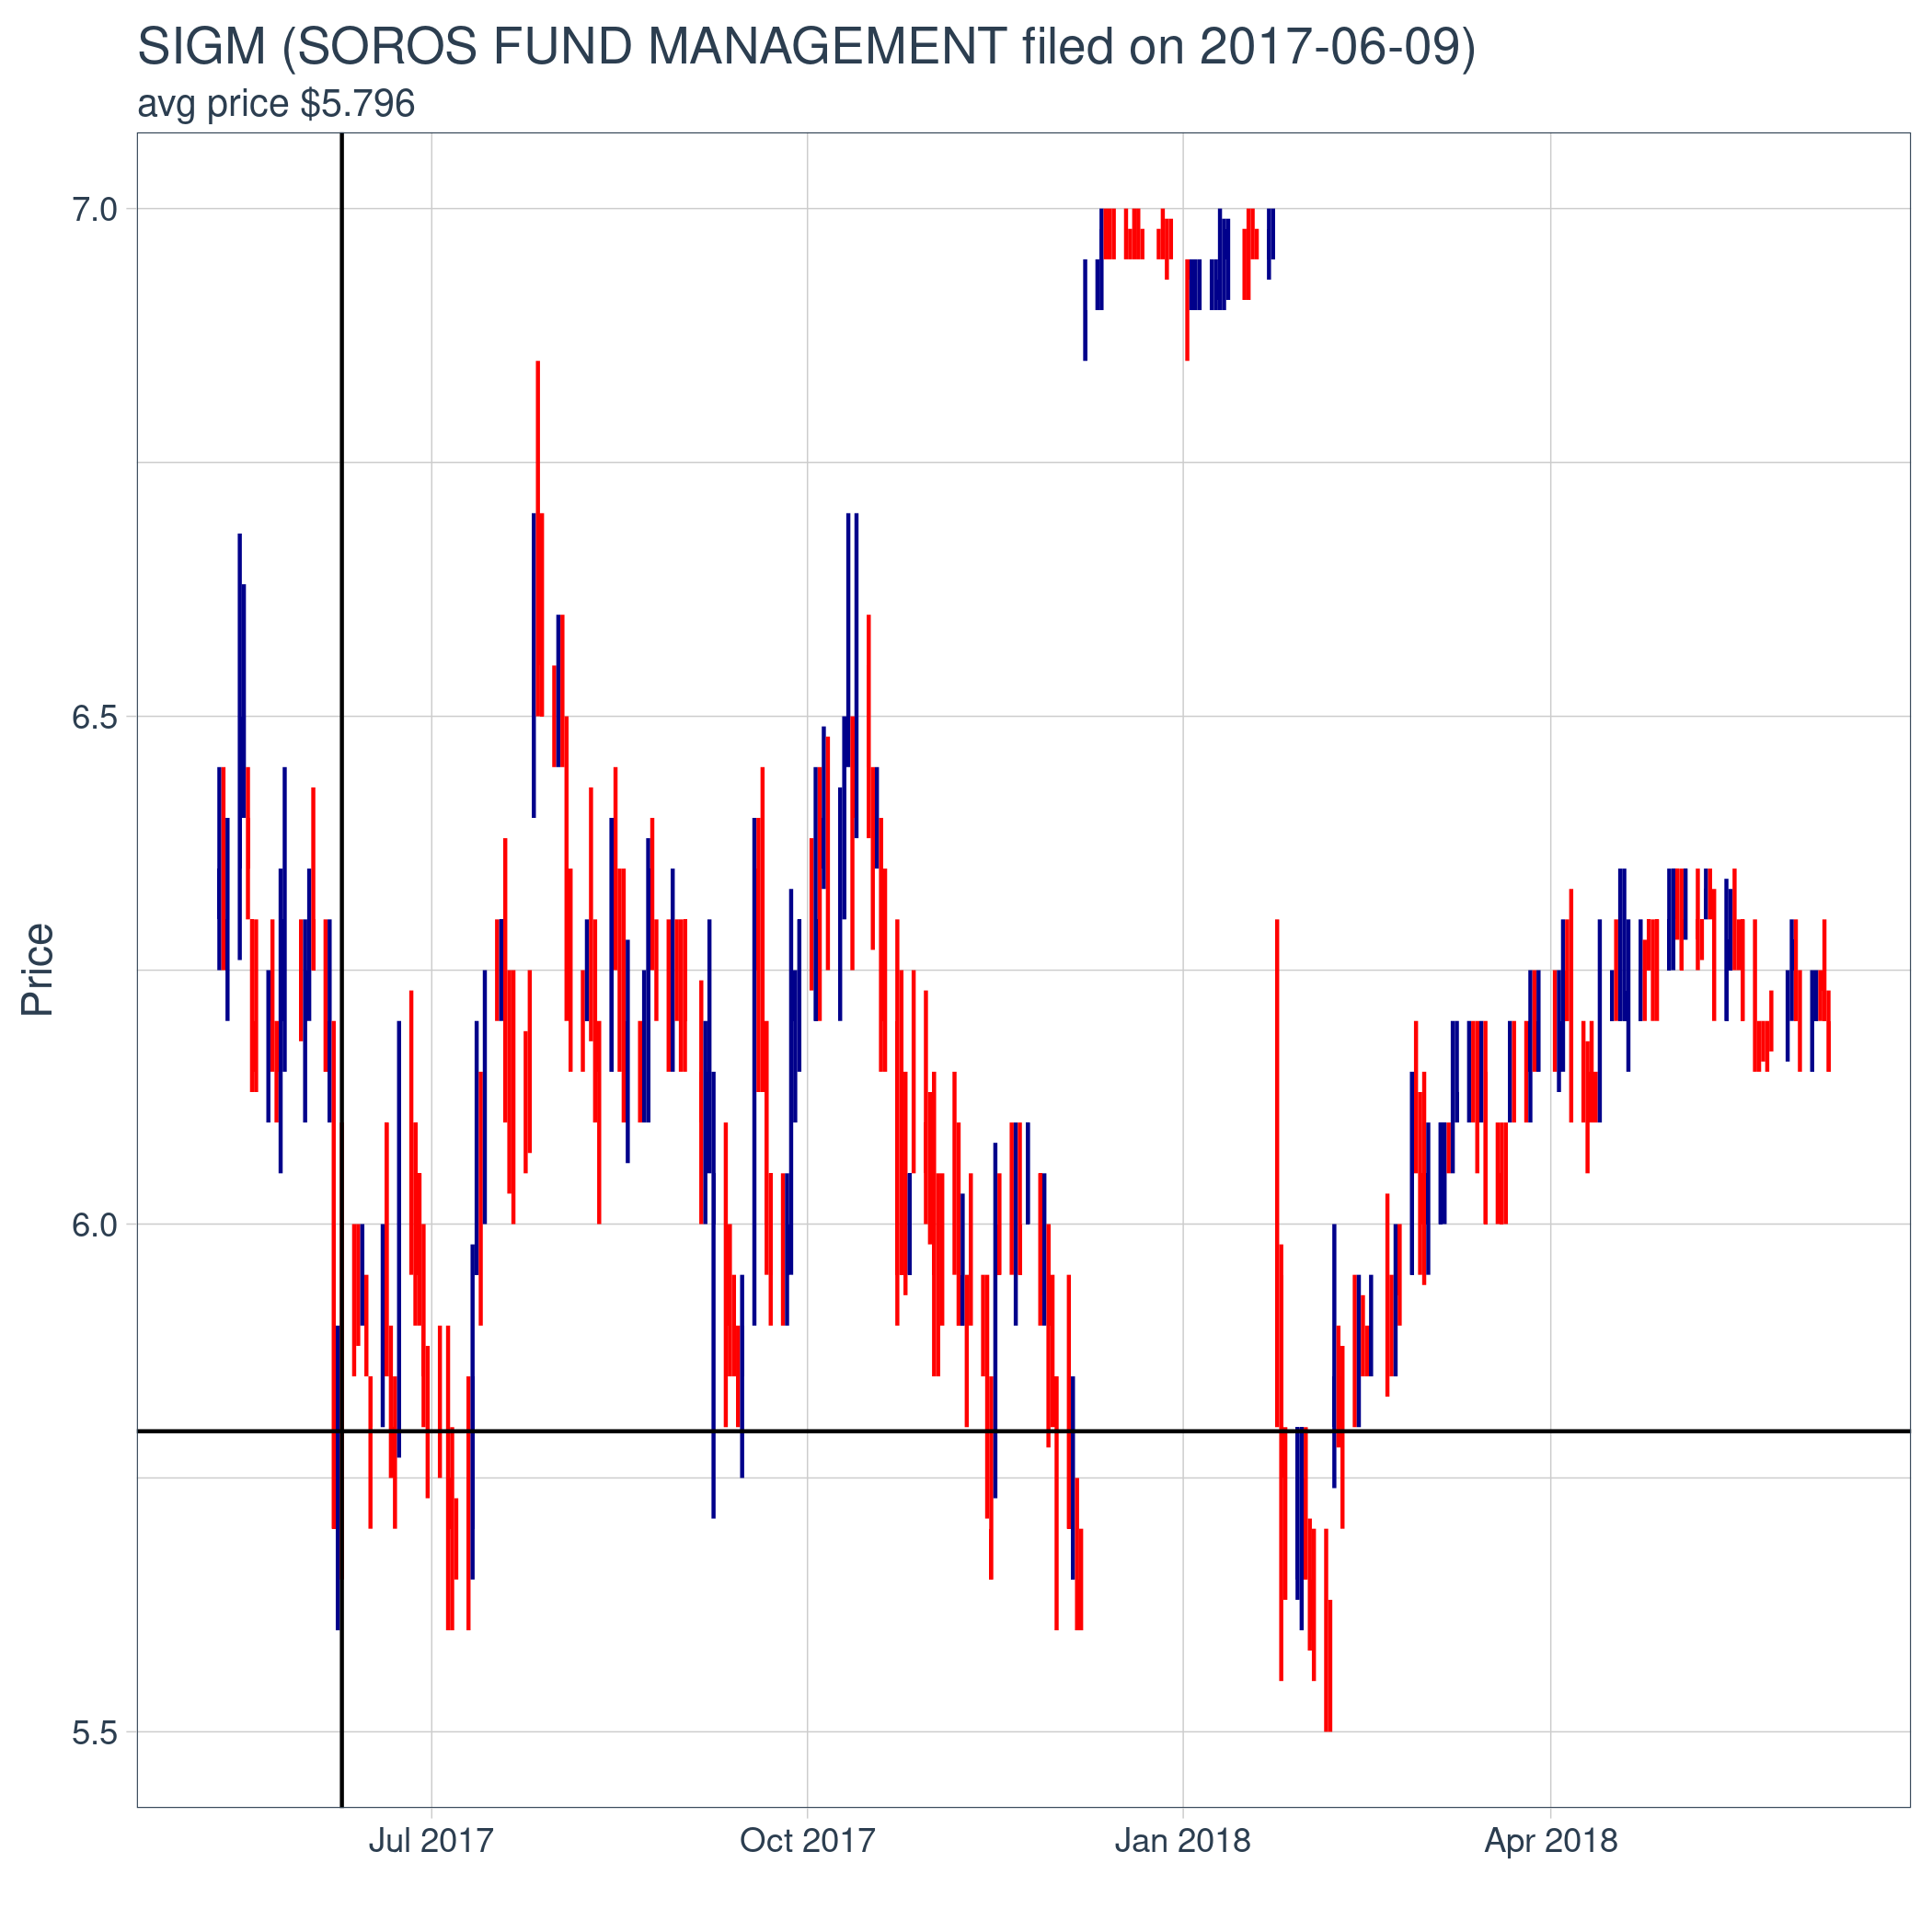 SIGM (SOROS FUND MANAGEMENT filed on 2017-06-09)
avg price $5.796
7.0
6.5
Price
6.0
5.5
Jul 2017 Oct 2017 Jan 2018 Apr 2018